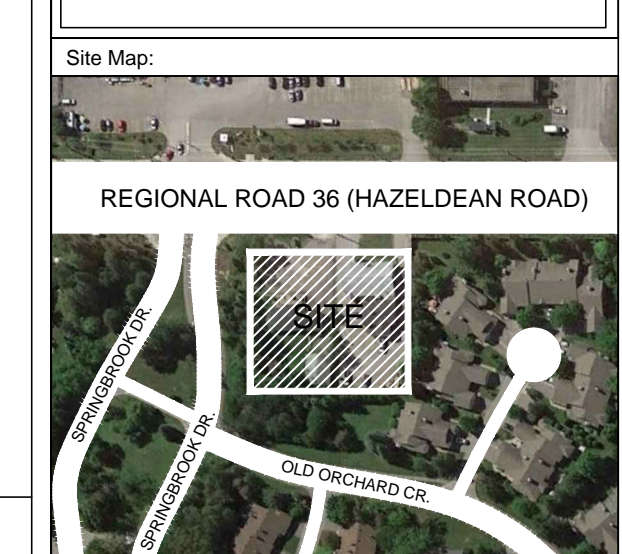 Site Map:
REGIONAL ROAD 36 (HAZELDEAN ROAD)
SITE
SPRINGBROOK DR.
SPRINGBROOK DR.
OLD ORCHARD CR.